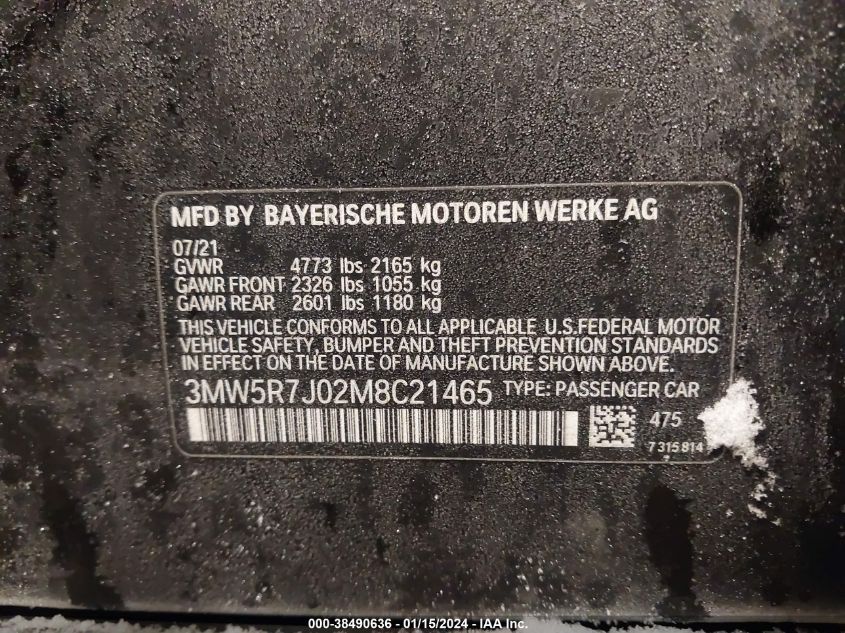 MFD BY BAYERISCHE MOTOREN WERKE AG
07/21
GVWR 4773 lbs 2165 kg
GAWR FRONT 2326 lbs 1055 kg
GAWR REAR 2601 lbs 1180 kg
THIS VEHICLE CONFORMS TO ALL APPLICABLE U.S.FEDERAL MOTOR
VEHICLE SAFETY, BUMPER AND THEFT PREVENTION STANDARDS
IN EFFECT ON THE DATE OF MANUFACTURE SHOWN ABOVE.
3MW5R7J02M8C21465 TYPE: PASSENGER CAR
475
7 315 814
000-38490636 - 01/15/2024 - IAA Inc.